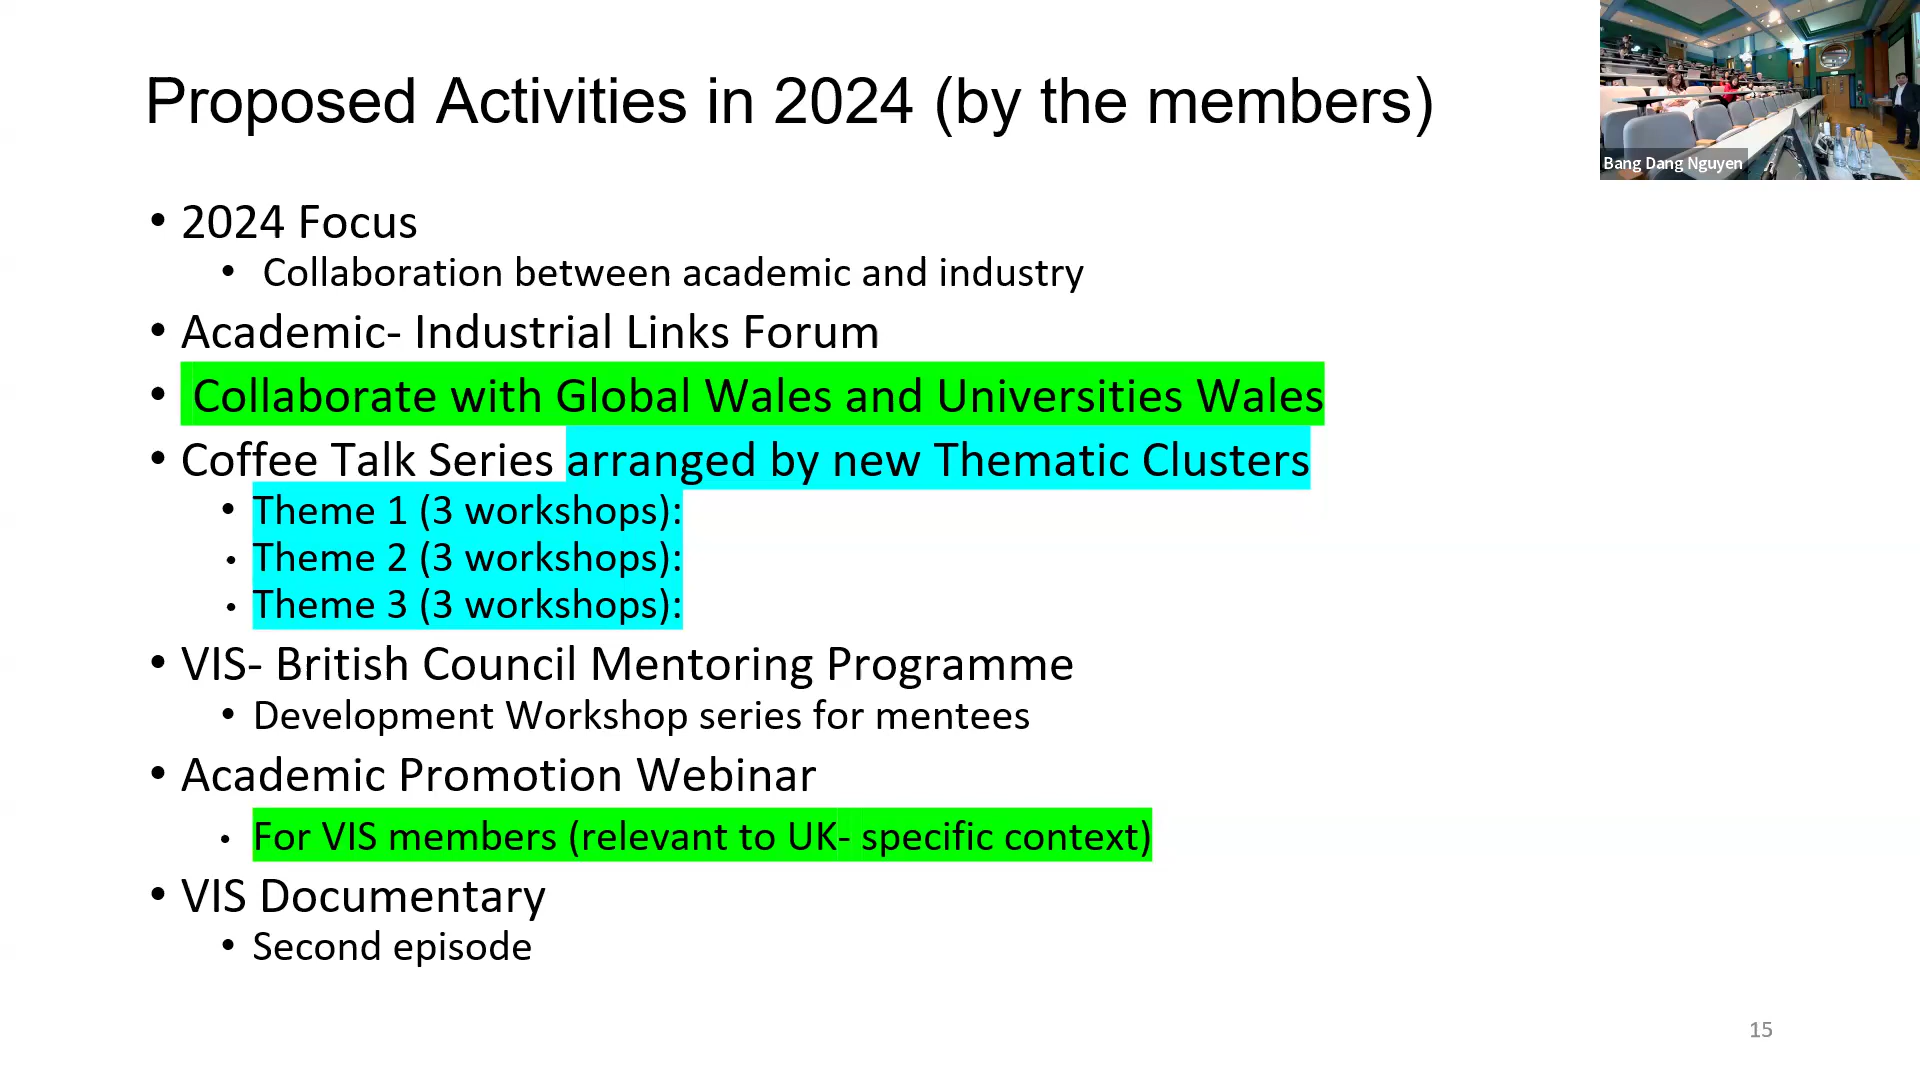 Proposed Activities in 2024 (by the members)
Bang Dang Nguyen
• 2024 Focus
• Collaboration between academic and industry
• Academic- Industrial Links Forum
• Collaborate with Global Wales and Universities Wales
• Coffee Talk Series arranged by new Thematic Clusters
• Theme 1 (3 workshops):
• Theme 2 (3 workshops):
• Theme 3 (3 workshops):
• VIS- British Council Mentoring Programme
• Development Workshop series for mentees
• Academic Promotion Webinar
• For VIS members (relevant to UK- specific context)
• VIS Documentary
• Second episode
15